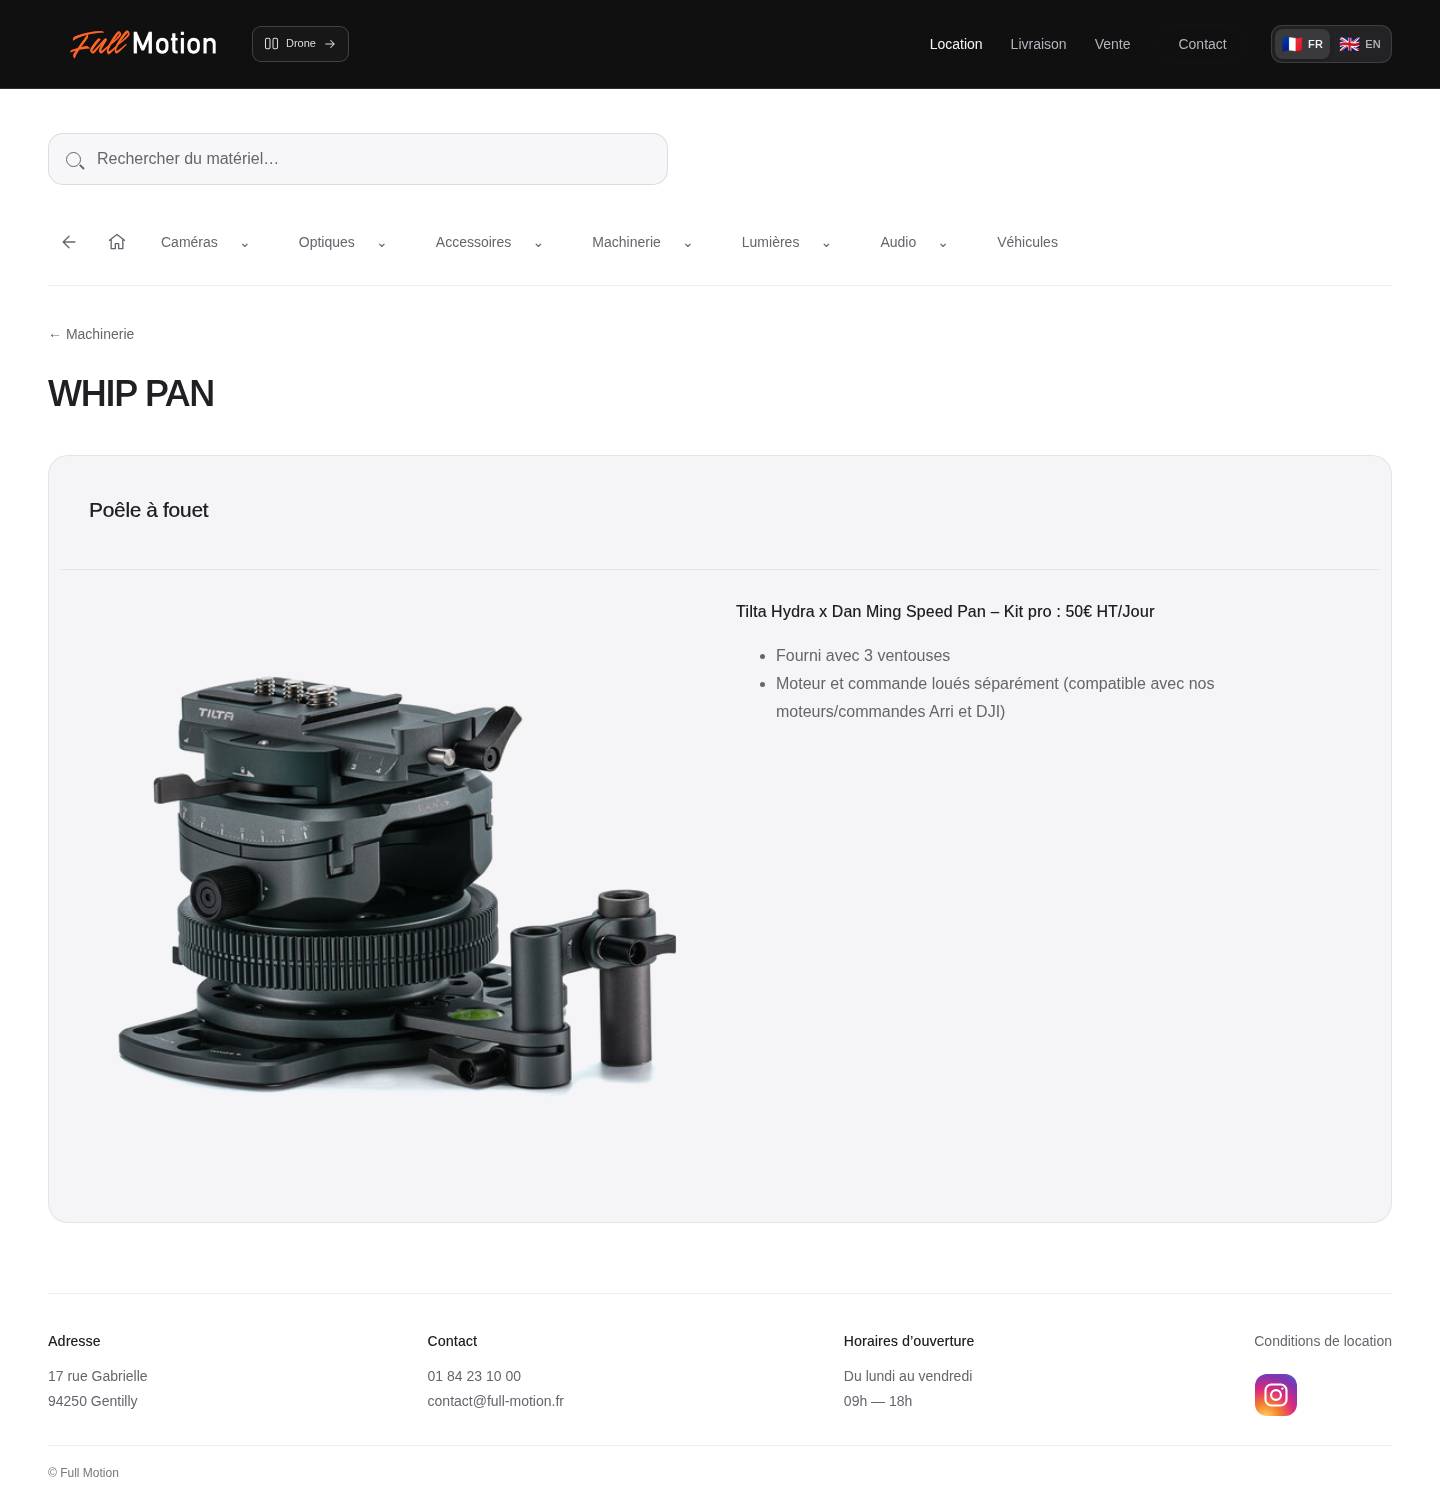 Full Motion
Drone →
Location
Livraison
Vente
Contact
🇫🇷 FR
🇬🇧 EN
Rechercher du matériel…
Caméras
Optiques
Accessoires
Machinerie
Lumières
Audio
Véhicules
← Machinerie
WHIP PAN
Poêle à fouet
Tilta Hydra x Dan Ming Speed Pan – Kit pro : 50€ HT/Jour
• Fourni avec 3 ventouses
• Moteur et commande loués séparément (compatible avec nos
moteurs/commandes Arri et DJI)
TILTA
Adresse
17 rue Gabrielle
94250 Gentilly
Contact
01 84 23 10 00
contact@full-motion.fr
Horaires d’ouverture
Du lundi au vendredi
09h — 18h
Conditions de location
© Full Motion